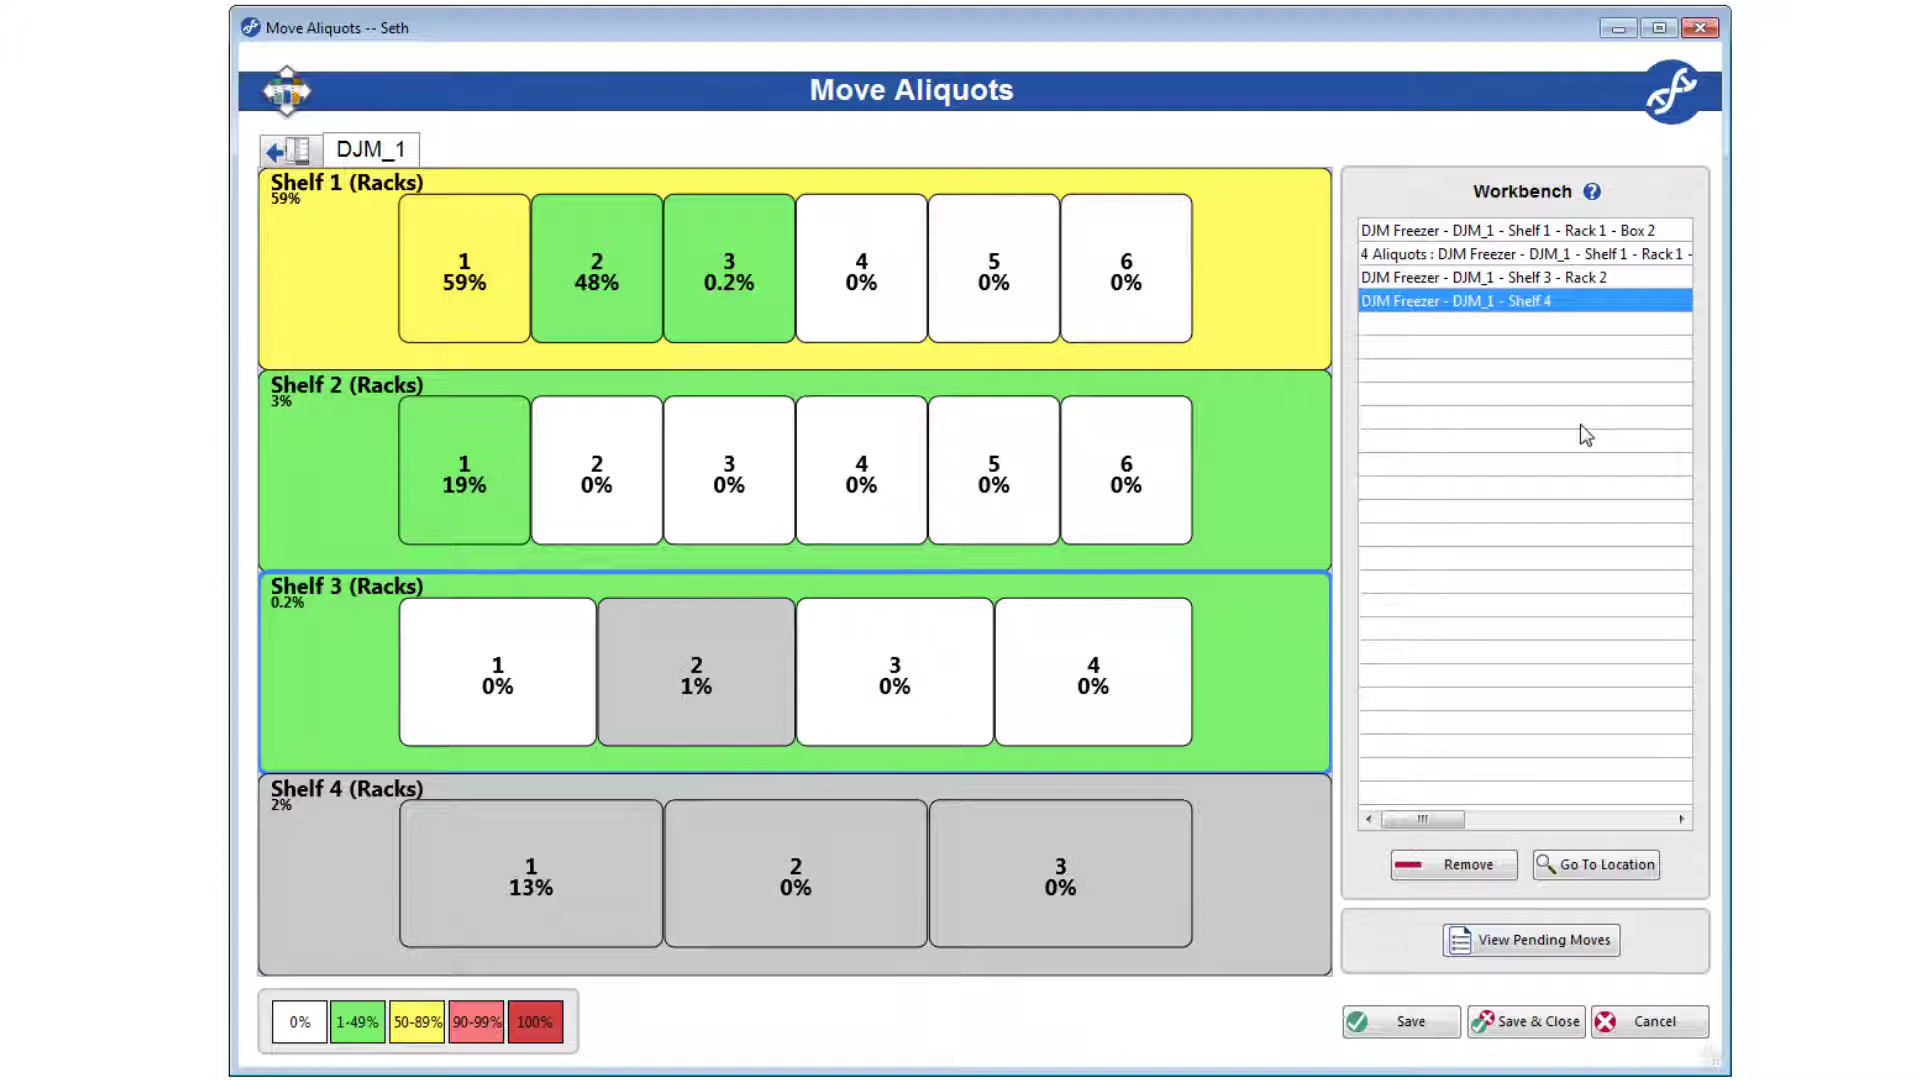 Move Aliquots -- Seth
Move Aliquots
DJM_1
Shelf 1 (Racks)
59%
1
59%
2
48%
3
0.2%
4
0%
5
0%
6
0%
Shelf 2 (Racks)
3%
1
19%
2
0%
3
0%
4
0%
5
0%
6
0%
Shelf 3 (Racks)
0.2%
1
0%
2
1%
3
0%
4
0%
Shelf 4 (Racks)
2%
1
13%
2
0%
3
0%
0%
1-49%
50-89%
90-99%
100%
Workbench ?
DJM Freezer - DJM_1 - Shelf 1 - Rack 1 - Box 2
4 Aliquots : DJM Freezer - DJM_1 - Shelf 1 - Rack 1 -
DJM Freezer - DJM_1 - Shelf 3 - Rack 2
DJM Freezer - DJM_1 - Shelf 4
Remove
Go To Location
View Pending Moves
Save
Save & Close
Cancel